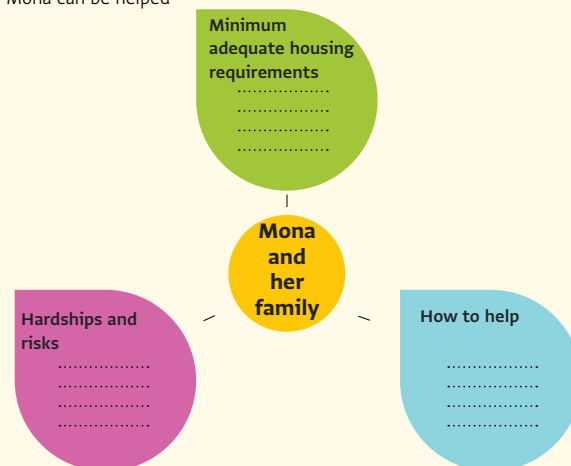 Mona can be helped
Minimum
adequate housing
requirements
....................
....................
....................
....................
Mona
and
her
family
Hardships and
risks
....................
....................
....................
....................
How to help
....................
....................
....................
....................